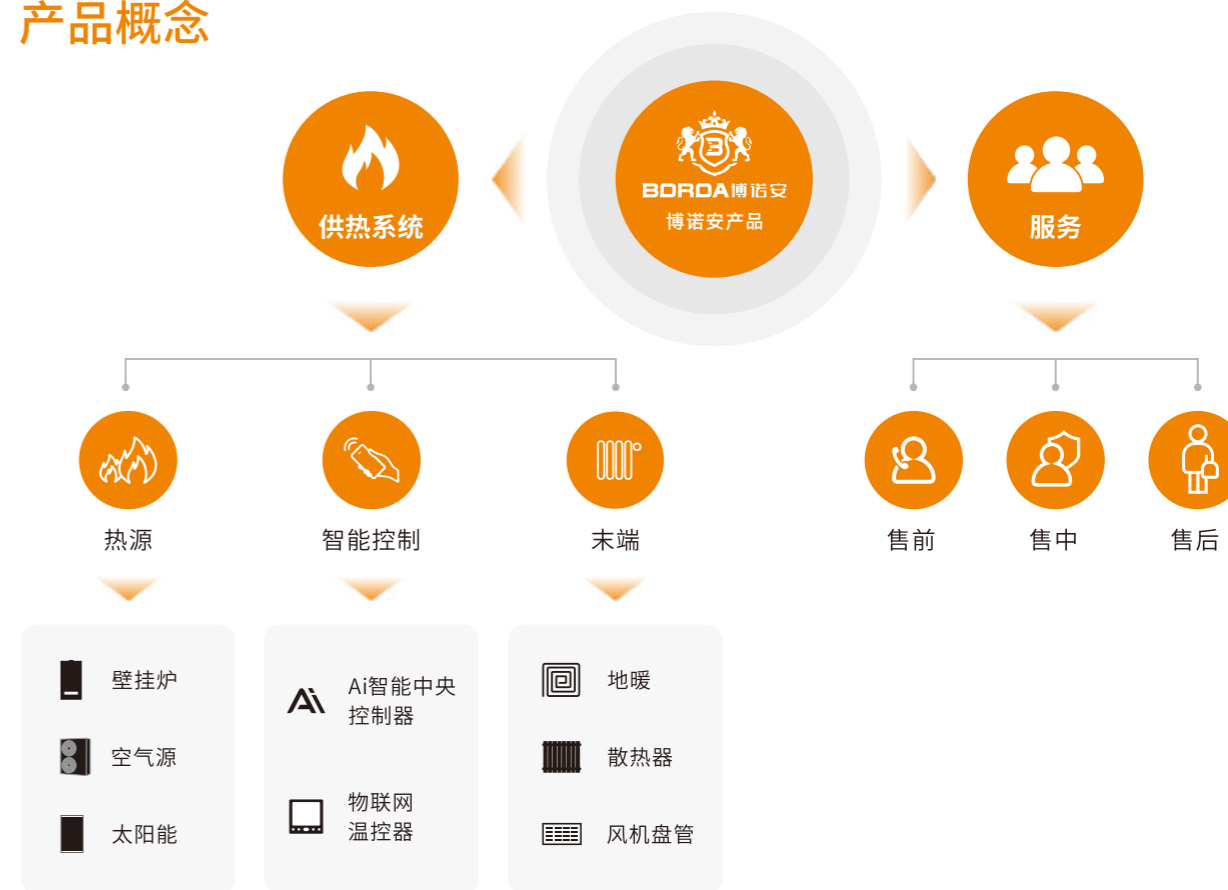 产品概念
BOROA博诺安
博诺安产品
供热系统
服务
热源
智能控制
末端
售前
售中
售后
壁挂炉
空气源
太阳能
Ai
Ai智能中央
控制器
物联网
温控器
地暖
散热器
风机盘管